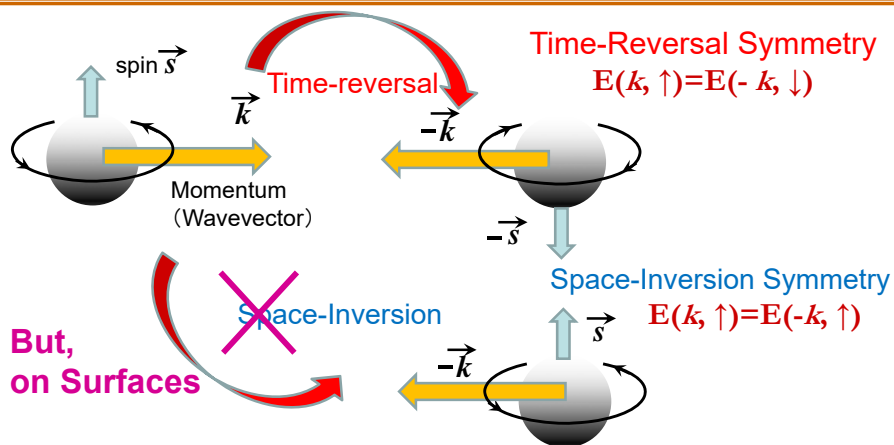 spin s
Time-reversal
k
Time-Reversal Symmetry
E(k, ↑)=E(- k, ↓)
−k
Momentum
（Wavevector）
−s
Space-Inversion Symmetry
E(k, ↑)=E(-k, ↑)
Space-Inversion
s
But,
on Surfaces
−k